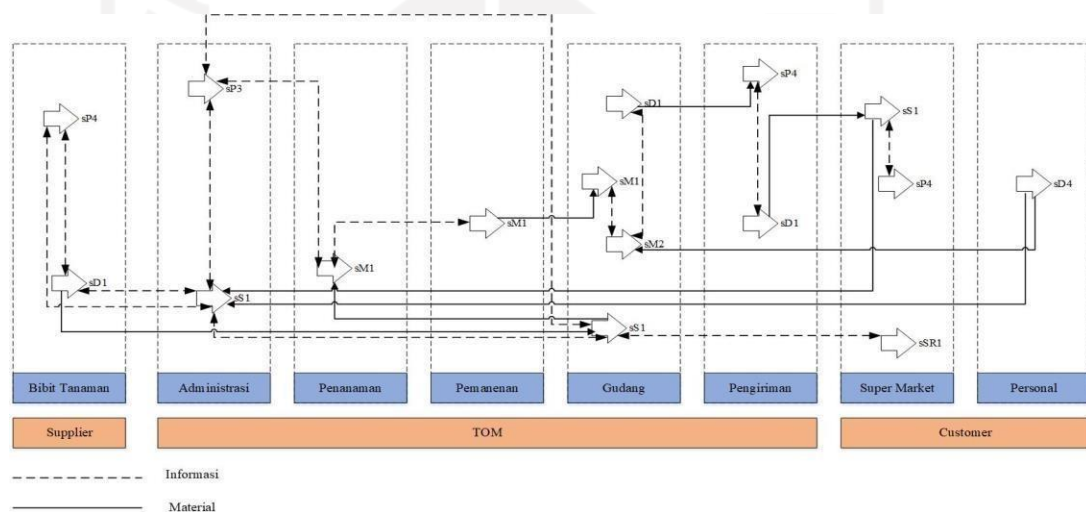 sP3
sP4
sD1
sP4
sS1
sM1
sP4
sD4
sM1
sD1
sM2
sM1
sD1
sS1
sS1
sSR1
Bibit Tanaman
Administrasi
Penanaman
Pemanenan
Gudang
Pengiriman
Super Market
Personal
Supplier
TOM
Customer
Informasi
Material